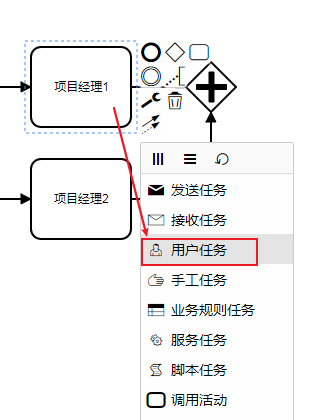 项目经理1
项目经理2
发送任务
接收任务
用户任务
手工任务
业务规则任务
服务任务
脚本任务
调用活动